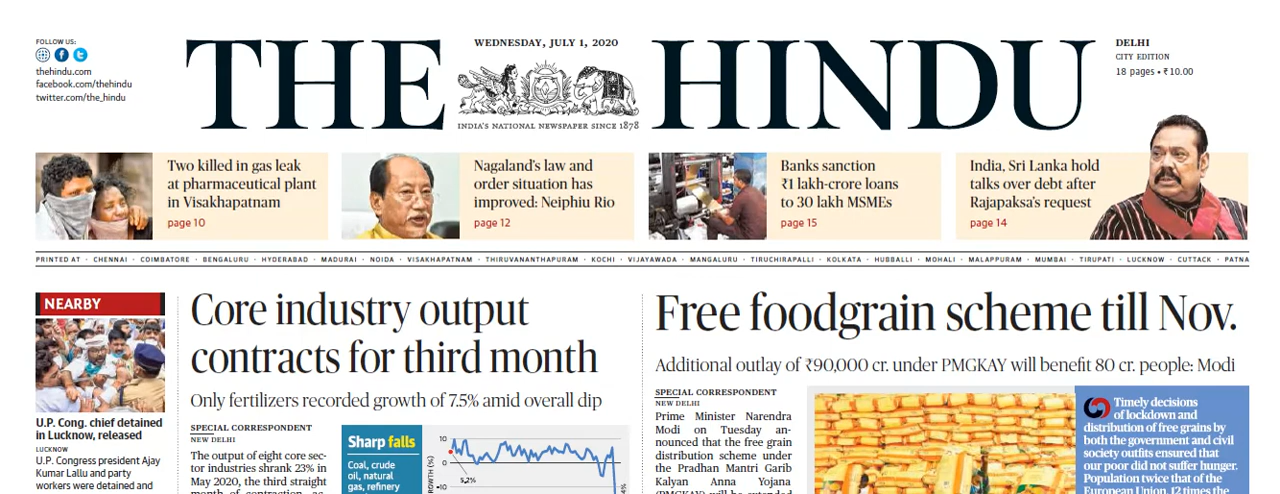 FOLLOW US:
thehindu.com
facebook.com/thehindu
twitter.com/the_hindu
THE HINDU
WEDNESDAY, JULY 1, 2020
INDIA'S NATIONAL NEWSPAPER SINCE 1878
DELHI
CITY EDITION
18 pages • ₹10.00
Two killed in gas leak
at pharmaceutical plant
in Visakhapatnam
page 10
Nagaland's law and
order situation has
improved: Neiphiu Rio
page 12
Banks sanction
₹1 lakh-crore loans
to 30 lakh MSMEs
page 15
India, Sri Lanka hold
talks over debt after
Rajapaksa's request
page 14
PRINTED AT • CHENNAI • COIMBATORE • BENGALURU • HYDERABAD • MADURAI • NOIDA • VISAKHAPATNAM • THIRUVANANTHAPURAM • KOCHI • VIJAYAWADA • MANGALURU • TIRUCHIRAPALLI • KOLKATA • HUBBALLI • MOHALI • MALAPPURAM • MUMBAI • TIRUPATI • LUCKNOW • CUTTACK • PATNA
NEARBY
U.P. Cong. chief detained
in Lucknow, released
LUCKNOW
U.P. Congress president Ajay
Kumar Lallu and party
workers were detained and
Core industry output
contracts for third month
Only fertilizers recorded growth of 7.5% amid overall dip
SPECIAL CORRESPONDENT
NEW DELHI
The output of eight core sec-
tor industries shrank 23% in
May 2020, the third straight
month of contraction, ac-
Sharp falls
Coal, crude
oil, natural
gas, refinery
10
0
-10
5.2%
Free foodgrain scheme till Nov.
Additional outlay of ₹90,000 cr. under PMGKAY will benefit 80 cr. people: Modi
SPECIAL CORRESPONDENT
NEW DELHI
Prime Minister Narendra
Modi on Tuesday an-
nounced that the free grain
distribution scheme under
the Pradhan Mantri Garib
Kalyan Anna Yojana
(PMGKAY) will be extended
Timely decisions
of lockdown and
distribution of free grains by
both the government and civil
society outfits ensured that
our poor did not suffer hunger.
Population twice that of the
European Union, 12 times the